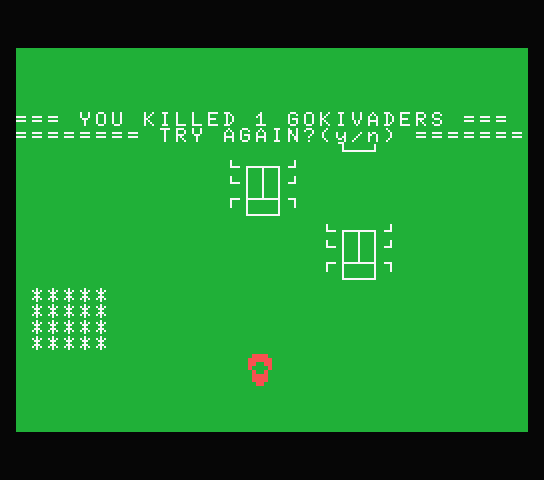 === YOU KILLED 1 GOKIVADERS ===
======== TRY AGAIN?(y/n) =======
*****
*****
*****
*****